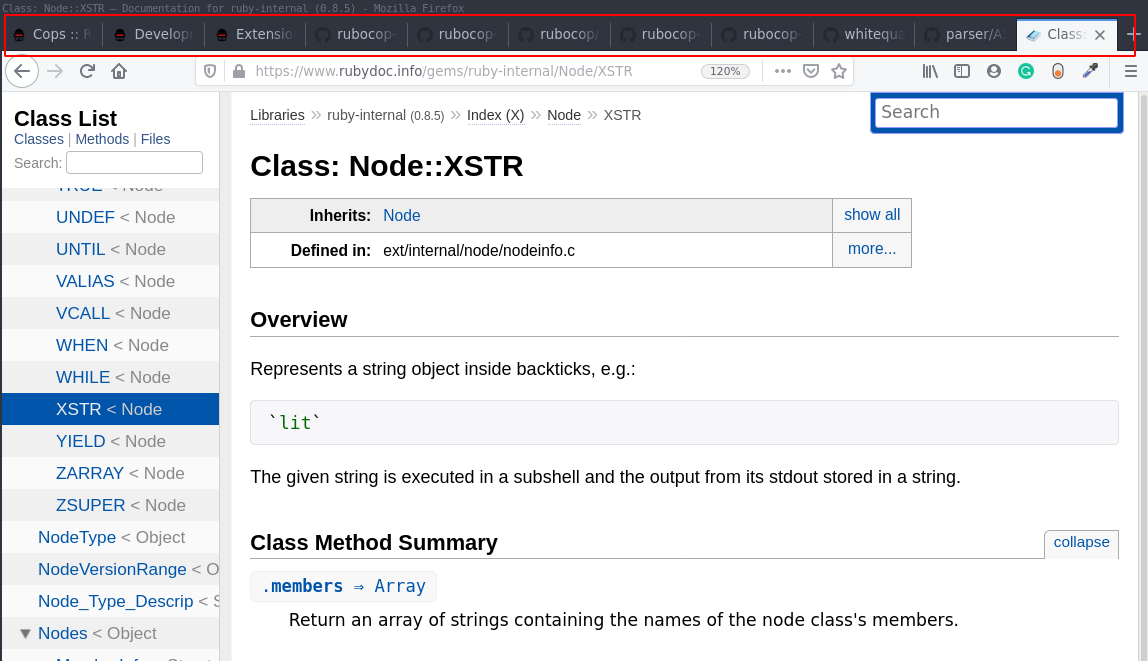 Class: Node::XSTR — Documentation for ruby-internal (0.8.5) - Mozilla Firefox
Cops :: R Developm Extensio rubocop- rubocop- rubocop/ rubocop- rubocop- whitequa parser/A Class:
https://www.rubydoc.info/gems/ruby-internal/Node/XSTR 120%
Class List
Classes | Methods | Files
Search:
TRUE < Node
UNDEF < Node
UNTIL < Node
VALIAS < Node
VCALL < Node
WHEN < Node
WHILE < Node
XSTR < Node
YIELD < Node
ZARRAY < Node
ZSUPER < Node
NodeType < Object
NodeVersionRange < O
Node_Type_Descrip < S
▼ Nodes < Object
Libraries » ruby-internal (0.8.5) » Index (X) » Node » XSTR
Search
Class: Node::XSTR
Inherits: Node show all
Defined in: ext/internal/node/nodeinfo.c more...
Overview
Represents a string object inside backticks, e.g.:
`lit`
The given string is executed in a subshell and the output from its stdout stored in a string.
Class Method Summary collapse
.members ⇒ Array
Return an array of strings containing the names of the node class's members.